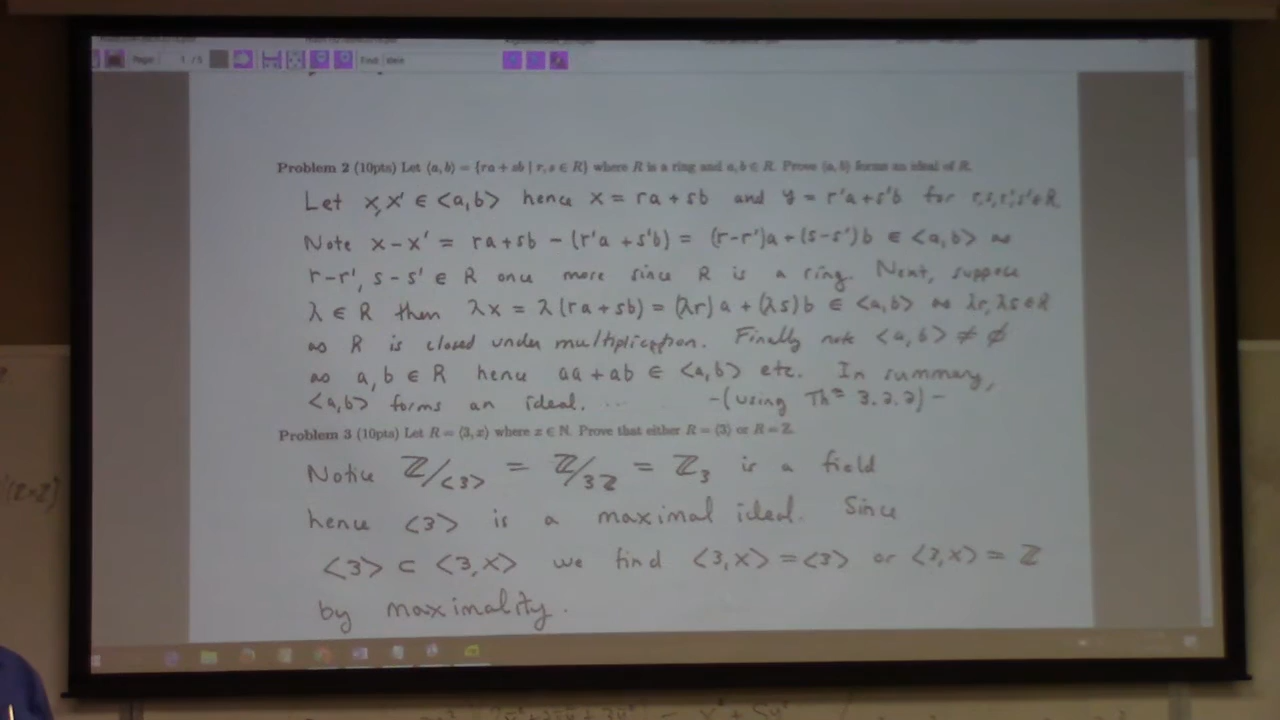 Page: 1 / 5 Find:
Problem 2 (10pts) Let ⟨a, b⟩ = {ra + sb | r, s ∈ R} where R is a ring and a, b ∈ R. Prove ⟨a, b⟩ forms an ideal of R.
Let x, x' ∈ <a,b> hence x = ra + sb and y = r'a + s'b for r,s,r',s' ∈ R.
Note x - x' = ra + sb - (r'a + s'b) = (r-r')a + (s-s')b ∈ <a,b> as
r-r', s-s' ∈ R once more since R is a ring. Next, suppose
λ ∈ R then λx = λ(ra + sb) = (λr)a + (λs)b ∈ <a,b> as λr, λs ∈ R
as R is closed under multiplication. Finally note <a,b> ≠ ∅
as a, b ∈ R hence aa + ab ∈ <a,b> etc. In summary,
<a,b> forms an ideal. ... -(using Thm 3.2.2)-
Problem 3 (10pts) Let R = ⟨3, x⟩ where x ∈ ℕ. Prove that either R = ⟨3⟩ or R = ℤ.
Notice ℤ/<3> = ℤ/3ℤ = ℤ₃ is a field
hence <3> is a maximal ideal. Since
<3> ⊂ <3,x> we find <3,x> = <3> or <3,x> = ℤ
by maximality.